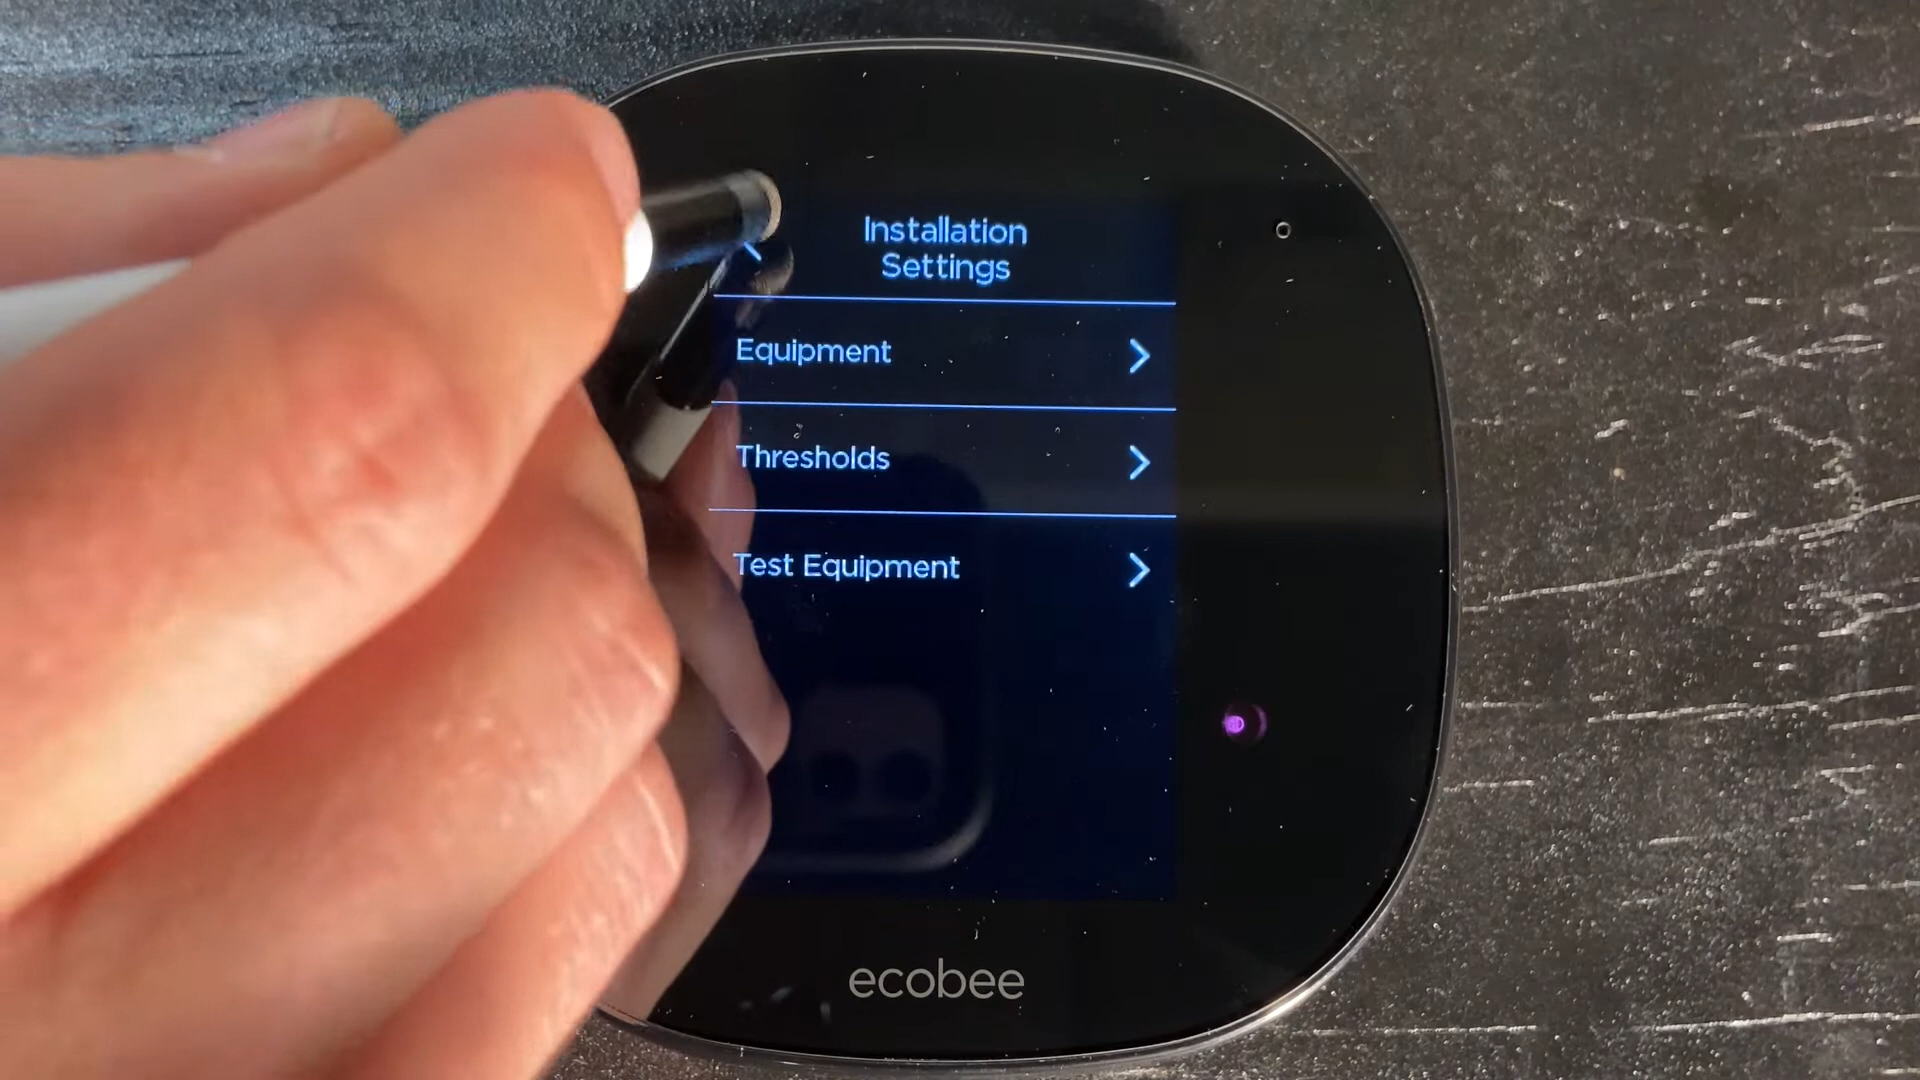 Installation
Settings
Equipment
Thresholds
Test Equipment
ecobee